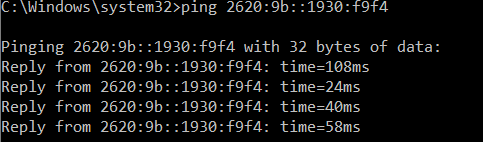 C:\Windows\system32>ping 2620:9b::1930:f9f4
Pinging 2620:9b::1930:f9f4 with 32 bytes of data:
Reply from 2620:9b::1930:f9f4: time=108ms
Reply from 2620:9b::1930:f9f4: time=24ms
Reply from 2620:9b::1930:f9f4: time=40ms
Reply from 2620:9b::1930:f9f4: time=58ms